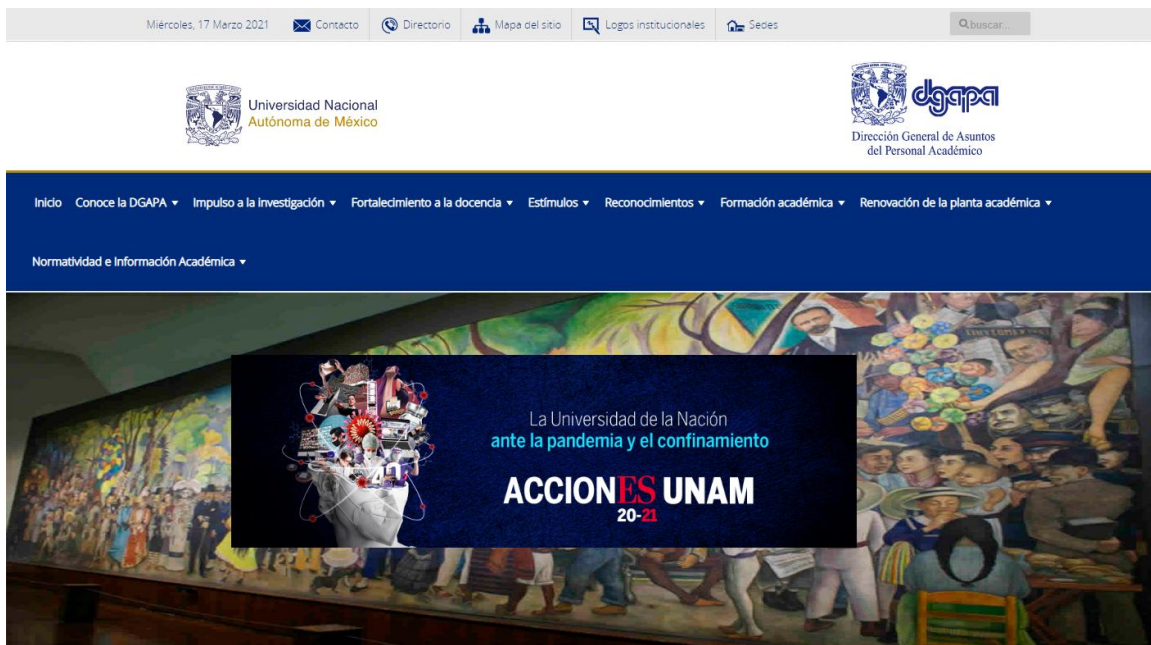 Miércoles, 17 Marzo 2021 Contacto Directorio Mapa del sitio Logos institucionales Sedes buscar...
Universidad Nacional
Autónoma de México
dgapa
Dirección General de Asuntos
del Personal Académico
Inicio Conoce la DGAPA Impulso a la investigación Fortalecimiento a la docencia Estímulos Reconocimientos Formación académica Renovación de la planta académica
Normatividad e Información Académica
La Universidad de la Nación
ante la pandemia y el confinamiento
ACCIONES UNAM
20-21